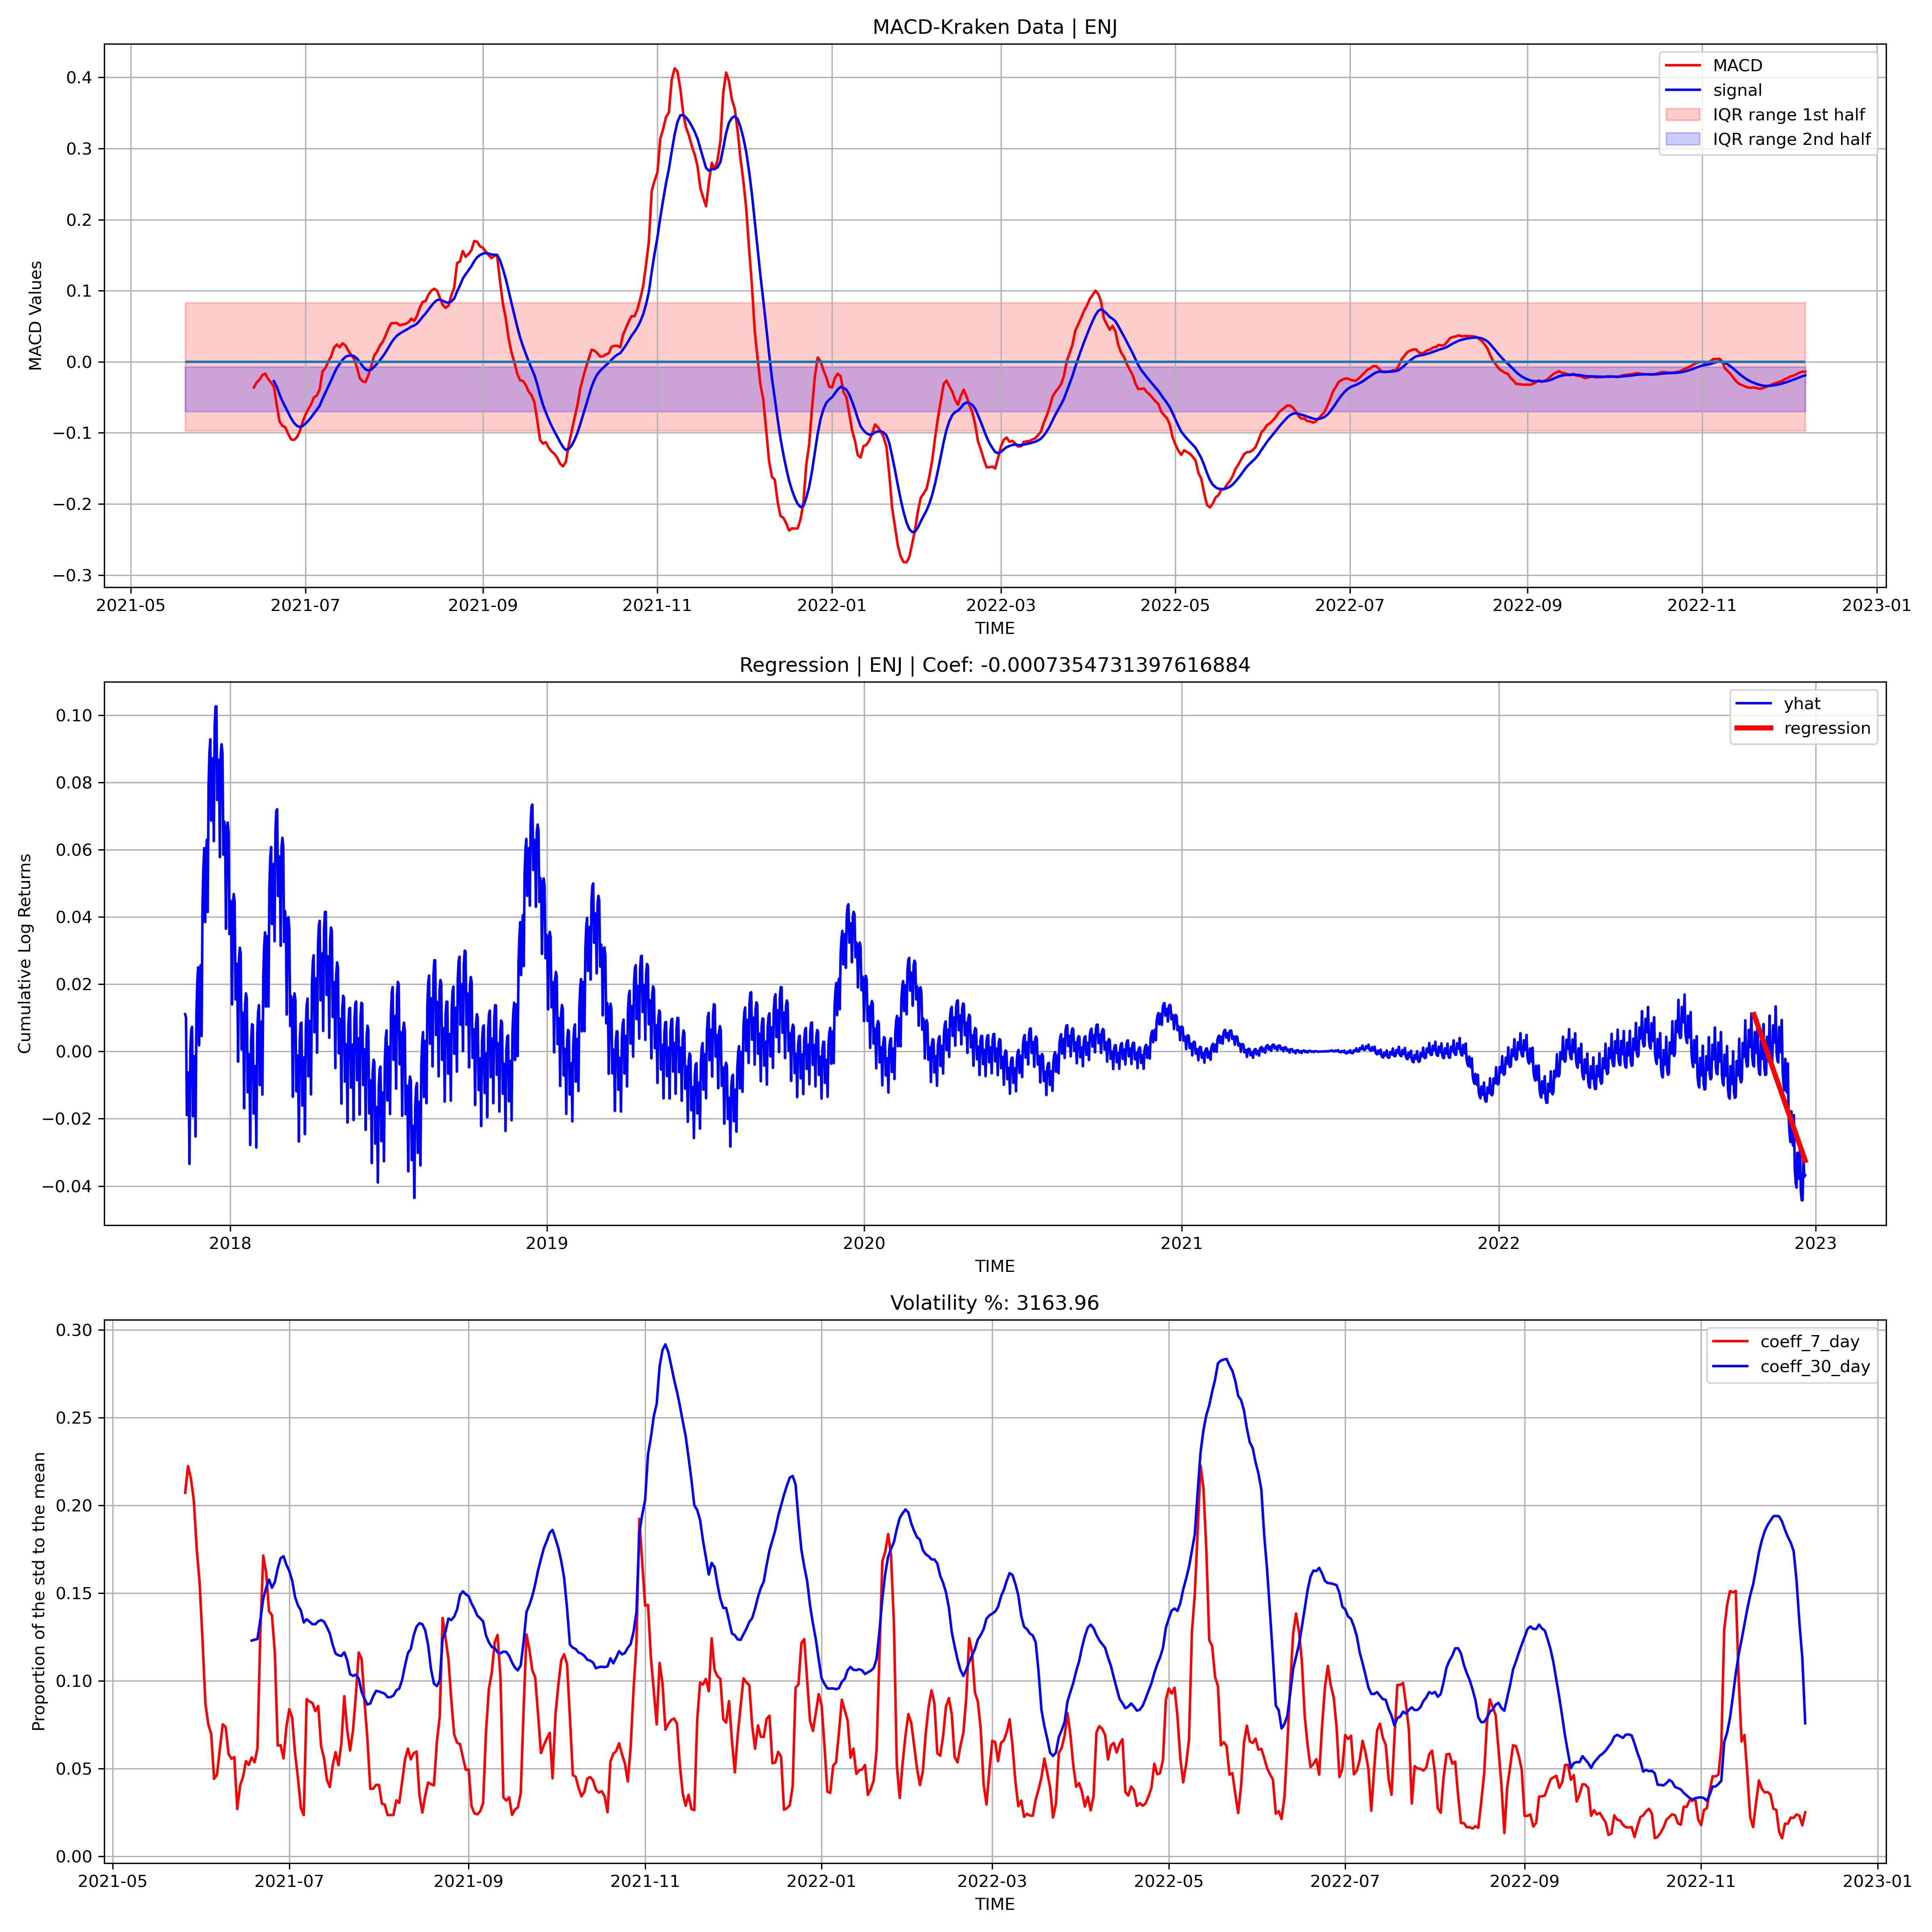 MACD-Kraken Data | ENJ
MACD
signal
IQR range 1st half
IQR range 2nd half
MACD Values
0.4
0.3
0.2
0.1
0.0
−0.1
−0.2
−0.3
2021-05 2021-07 2021-09 2021-11 2022-01 2022-03 2022-05 2022-07 2022-09 2022-11 2023-01
TIME
Regression | ENJ | Coef: -0.0007354731397616884
yhat
regression
Cumulative Log Returns
0.10
0.08
0.06
0.04
0.02
0.00
−0.02
−0.04
2018 2019 2020 2021 2022 2023
TIME
Volatility %: 3163.96
coeff_7_day
coeff_30_day
Proportion of the std to the mean
0.30
0.25
0.20
0.15
0.10
0.05
0.00
2021-05 2021-07 2021-09 2021-11 2022-01 2022-03 2022-05 2022-07 2022-09 2022-11 2023-01
TIME